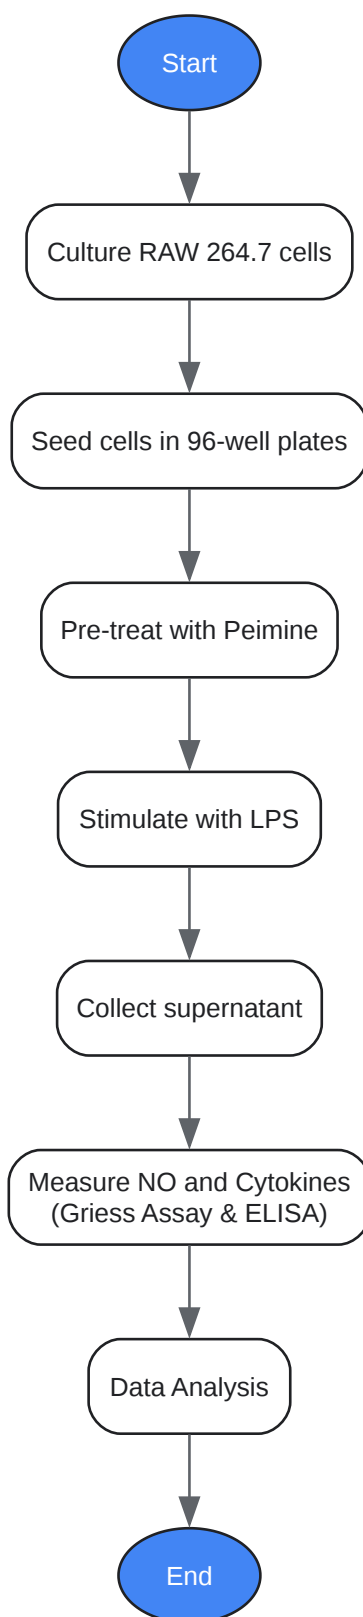 Start
Culture RAW 264.7 cells
Seed cells in 96-well plates
Pre-treat with Peimine
Stimulate with LPS
Collect supernatant
Measure NO and Cytokines
(Griess Assay & ELISA)
Data Analysis
End